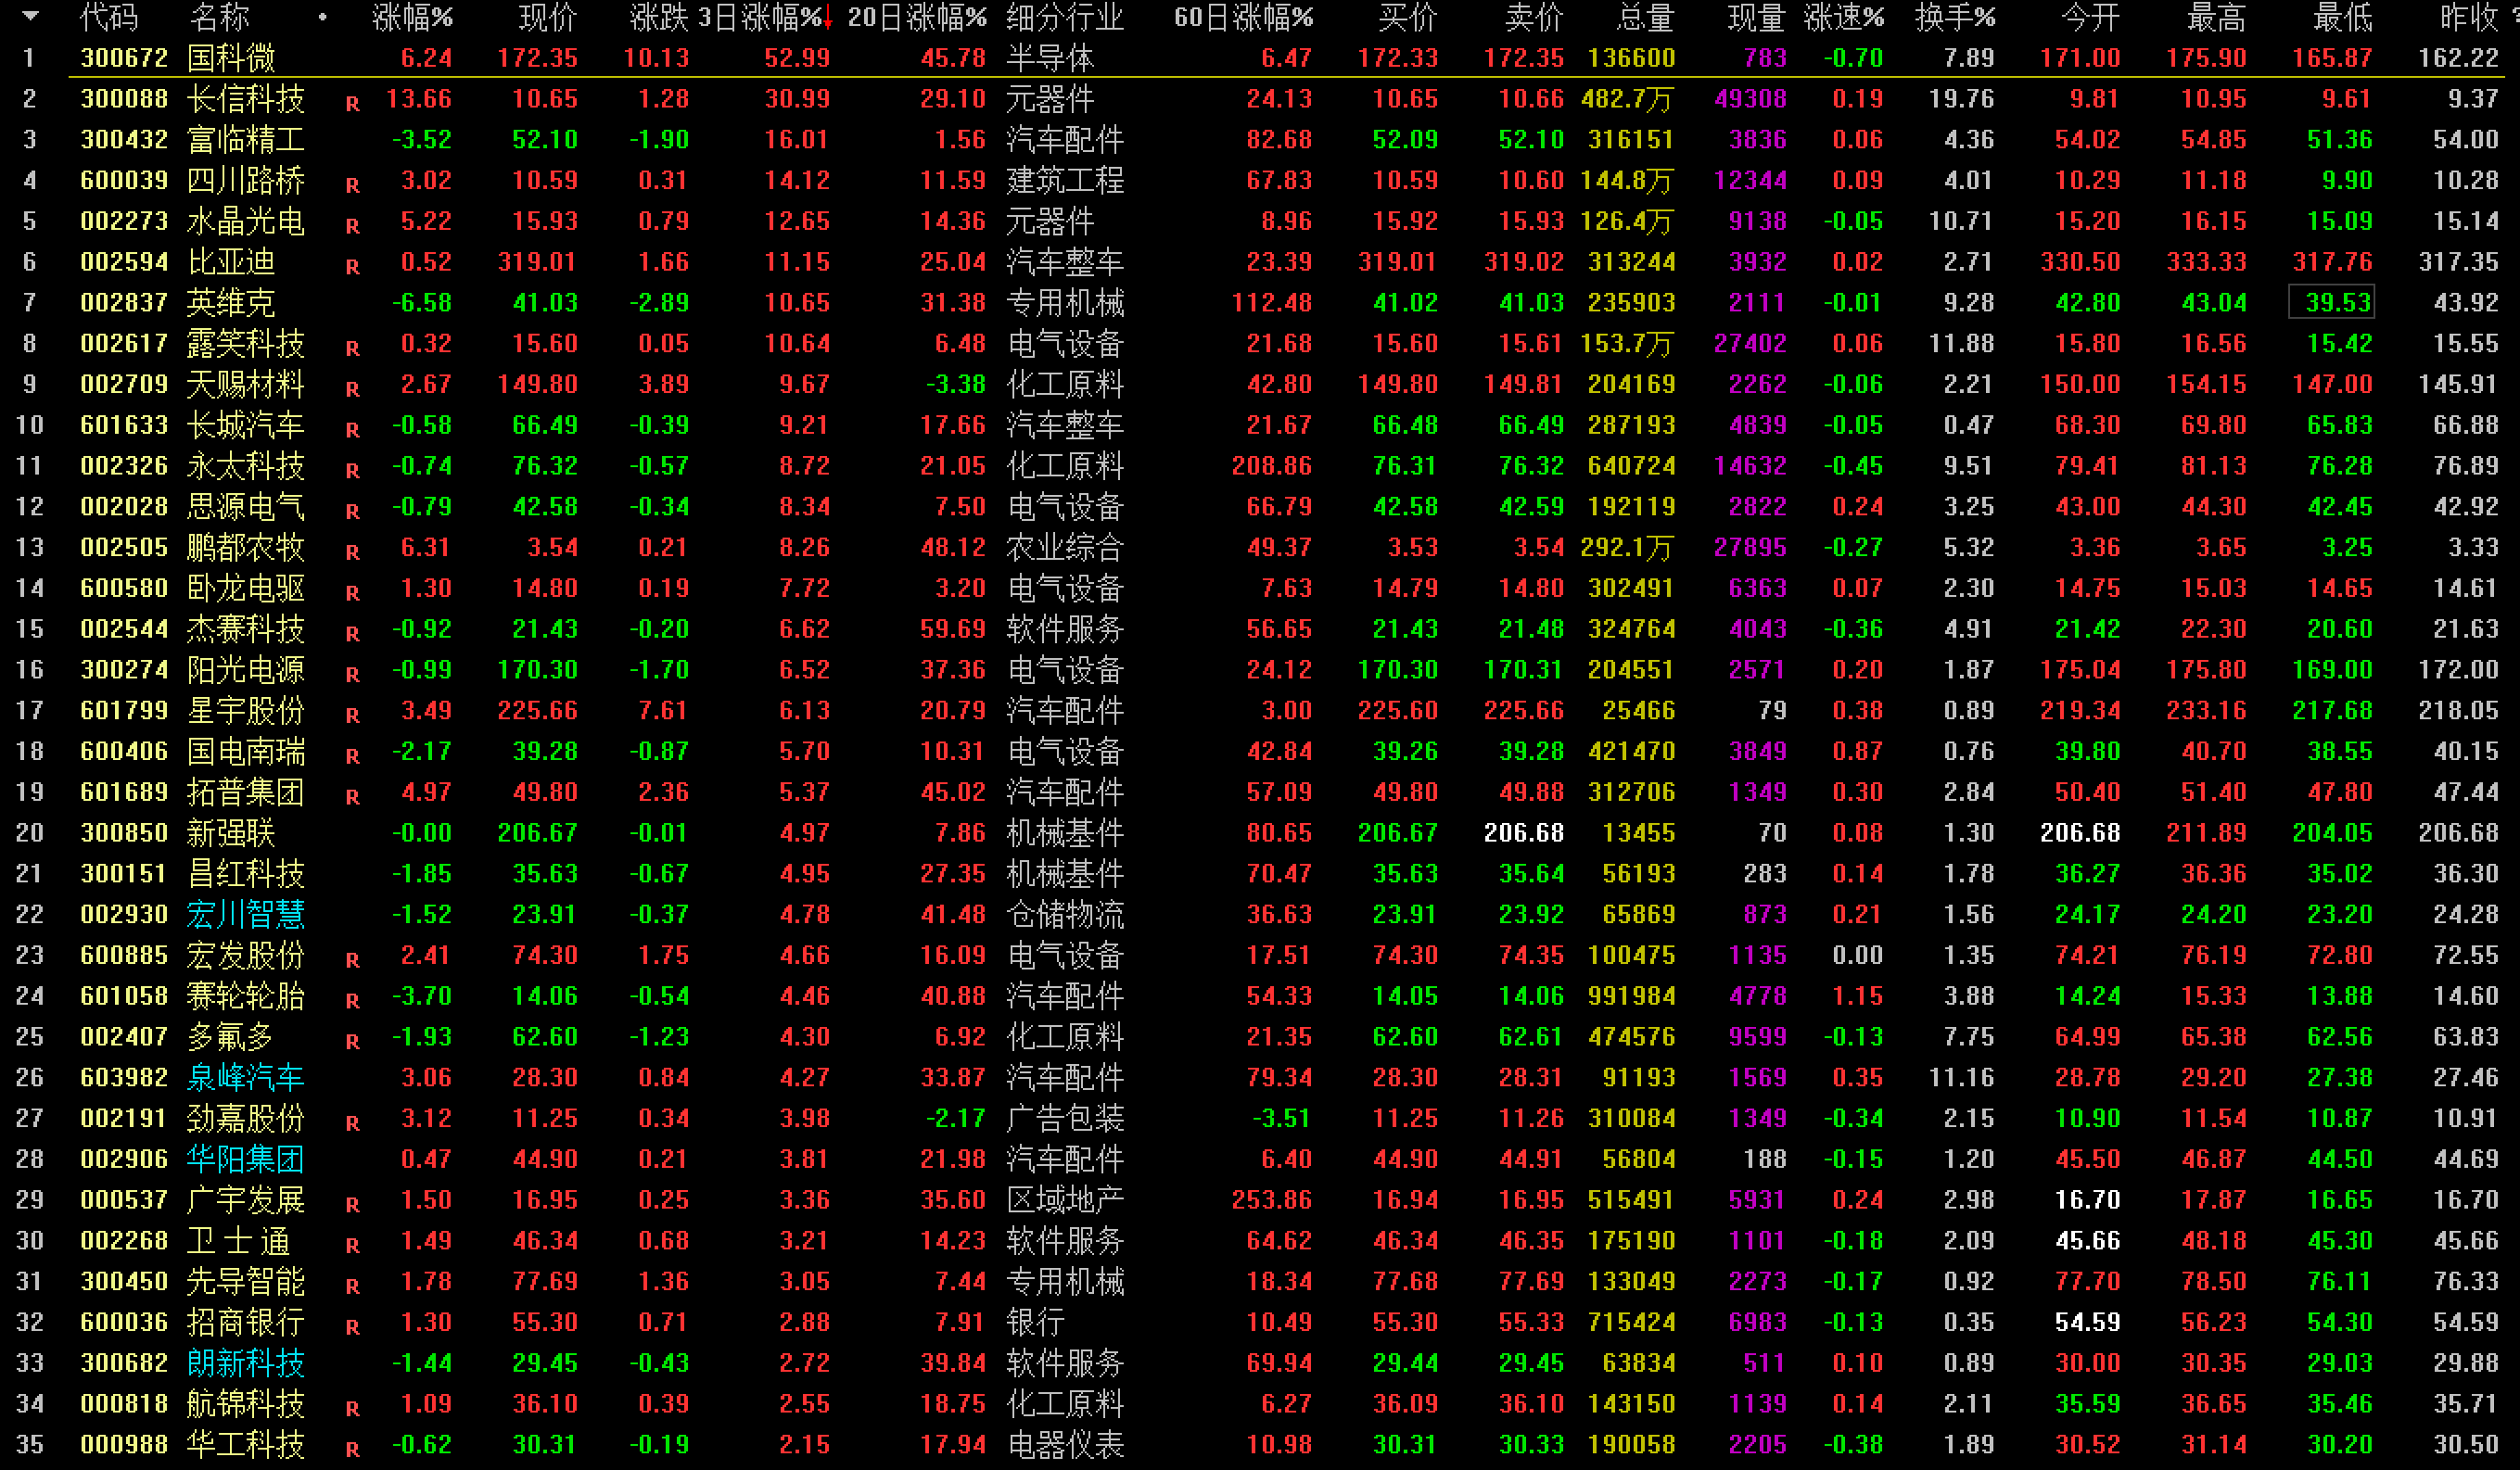 代码 名称 • 涨幅% 现价 涨跌 3日涨幅%↓ 20日涨幅% 细分行业 60日涨幅% 买价 卖价 总量 现量 涨速% 换手% 今开 最高 最低 昨收
1 300672 国科微 6.24 172.35 10.13 52.99 45.78 半导体 6.47 172.33 172.35 136600 783 -0.70 7.89 171.00 175.90 165.87 162.22
2 300088 长信科技 R 13.66 10.65 1.28 30.99 29.10 元器件 24.13 10.65 10.66 482.7万 49308 0.19 19.76 9.81 10.95 9.61 9.37
3 300432 富临精工 -3.52 52.10 -1.90 16.01 1.56 汽车配件 82.68 52.09 52.10 316151 3836 0.06 4.36 54.02 54.85 51.36 54.00
4 600039 四川路桥 R 3.02 10.59 0.31 14.12 11.59 建筑工程 67.83 10.59 10.60 144.8万 12344 0.09 4.01 10.29 11.18 9.90 10.28
5 002273 水晶光电 R 5.22 15.93 0.79 12.65 14.36 元器件 8.96 15.92 15.93 126.4万 9138 -0.05 10.71 15.20 16.15 15.09 15.14
6 002594 比亚迪 R 0.52 319.01 1.66 11.15 25.04 汽车整车 23.39 319.01 319.02 313244 3932 0.02 2.71 330.50 333.33 317.76 317.35
7 002837 英维克 -6.58 41.03 -2.89 10.65 31.38 专用机械 112.48 41.02 41.03 235903 2111 -0.01 9.28 42.80 43.04 39.53 43.92
8 002617 露笑科技 R 0.32 15.60 0.05 10.64 6.48 电气设备 21.68 15.60 15.61 153.7万 27402 0.06 11.88 15.80 16.56 15.42 15.55
9 002709 天赐材料 R 2.67 149.80 3.89 9.67 -3.38 化工原料 42.80 149.80 149.81 204169 2262 -0.06 2.21 150.00 154.15 147.00 145.91
10 601633 长城汽车 R -0.58 66.49 -0.39 9.21 17.66 汽车整车 21.67 66.48 66.49 287193 4839 -0.05 0.47 68.30 69.80 65.83 66.88
11 002326 永太科技 R -0.74 76.32 -0.57 8.72 21.05 化工原料 208.86 76.31 76.32 640724 14632 -0.45 9.51 79.41 81.13 76.28 76.89
12 002028 思源电气 R -0.79 42.58 -0.34 8.34 7.50 电气设备 66.79 42.58 42.59 192119 2822 0.24 3.25 43.00 44.30 42.45 42.92
13 002505 鹏都农牧 R 6.31 3.54 0.21 8.26 48.12 农业综合 49.37 3.53 3.54 292.1万 27895 -0.27 5.32 3.36 3.65 3.25 3.33
14 600580 卧龙电驱 R 1.30 14.80 0.19 7.72 3.20 电气设备 7.63 14.79 14.80 302491 6363 0.07 2.30 14.75 15.03 14.65 14.61
15 002544 杰赛科技 R -0.92 21.43 -0.20 6.62 59.69 软件服务 56.65 21.43 21.48 324764 4043 -0.36 4.91 21.42 22.30 20.60 21.63
16 300274 阳光电源 R -0.99 170.30 -1.70 6.52 37.36 电气设备 24.12 170.30 170.31 204551 2571 0.20 1.87 175.04 175.80 169.00 172.00
17 601799 星宇股份 R 3.49 225.66 7.61 6.13 20.79 汽车配件 3.00 225.60 225.66 25466 79 0.38 0.89 219.34 233.16 217.68 218.05
18 600406 国电南瑞 R -2.17 39.28 -0.87 5.70 10.31 电气设备 42.84 39.26 39.28 421470 3849 0.87 0.76 39.80 40.70 38.55 40.15
19 601689 拓普集团 R 4.97 49.80 2.36 5.37 45.02 汽车配件 57.09 49.80 49.88 312706 1349 0.30 2.84 50.40 51.40 47.80 47.44
20 300850 新强联 -0.00 206.67 -0.01 4.97 7.86 机械基件 80.65 206.67 206.68 13455 70 0.08 1.30 206.68 211.89 204.05 206.68
21 300151 昌红科技 -1.85 35.63 -0.67 4.95 27.35 机械基件 70.47 35.63 35.64 56193 283 0.14 1.78 36.27 36.36 35.02 36.30
22 002930 宏川智慧 -1.52 23.91 -0.37 4.78 41.48 仓储物流 36.63 23.91 23.92 65869 873 0.21 1.56 24.17 24.20 23.20 24.28
23 600885 宏发股份 R 2.41 74.30 1.75 4.66 16.09 电气设备 17.51 74.30 74.35 100475 1135 0.00 1.35 74.21 76.19 72.80 72.55
24 601058 赛轮轮胎 R -3.70 14.06 -0.54 4.46 40.88 汽车配件 54.33 14.05 14.06 991984 4778 1.15 3.88 14.24 15.33 13.88 14.60
25 002407 多氟多 R -1.93 62.60 -1.23 4.30 6.92 化工原料 21.35 62.60 62.61 474576 9599 -0.13 7.75 64.99 65.38 62.56 63.83
26 603982 泉峰汽车 3.06 28.30 0.84 4.27 33.87 汽车配件 79.34 28.30 28.31 91193 1569 0.35 11.16 28.78 29.20 27.38 27.46
27 002191 劲嘉股份 R 3.12 11.25 0.34 3.98 -2.17 广告包装 -3.51 11.25 11.26 310084 1349 -0.34 2.15 10.90 11.54 10.87 10.91
28 002906 华阳集团 0.47 44.90 0.21 3.81 21.98 汽车配件 6.40 44.90 44.91 56804 188 -0.15 1.20 45.50 46.87 44.50 44.69
29 000537 广宇发展 R 1.50 16.95 0.25 3.36 35.60 区域地产 253.86 16.94 16.95 515491 5931 0.24 2.98 16.70 17.87 16.65 16.70
30 002268 卫 士 通 R 1.49 46.34 0.68 3.21 14.23 软件服务 64.62 46.34 46.35 175190 1101 -0.18 2.09 45.66 48.18 45.30 45.66
31 300450 先导智能 R 1.78 77.69 1.36 3.05 7.44 专用机械 18.34 77.68 77.69 133049 2273 -0.17 0.92 77.70 78.50 76.11 76.33
32 600036 招商银行 R 1.30 55.30 0.71 2.88 7.91 银行 10.49 55.30 55.33 715424 6983 -0.13 0.35 54.59 56.23 54.30 54.59
33 300682 朗新科技 -1.44 29.45 -0.43 2.72 39.84 软件服务 69.94 29.44 29.45 63834 511 0.10 0.89 30.00 30.35 29.03 29.88
34 000818 航锦科技 R 1.09 36.10 0.39 2.55 18.75 化工原料 6.27 36.09 36.10 143150 1139 0.14 2.11 35.59 36.65 35.46 35.71
35 000988 华工科技 R -0.62 30.31 -0.19 2.15 17.94 电器仪表 10.98 30.31 30.33 190058 2205 -0.38 1.89 30.52 31.14 30.20 30.50